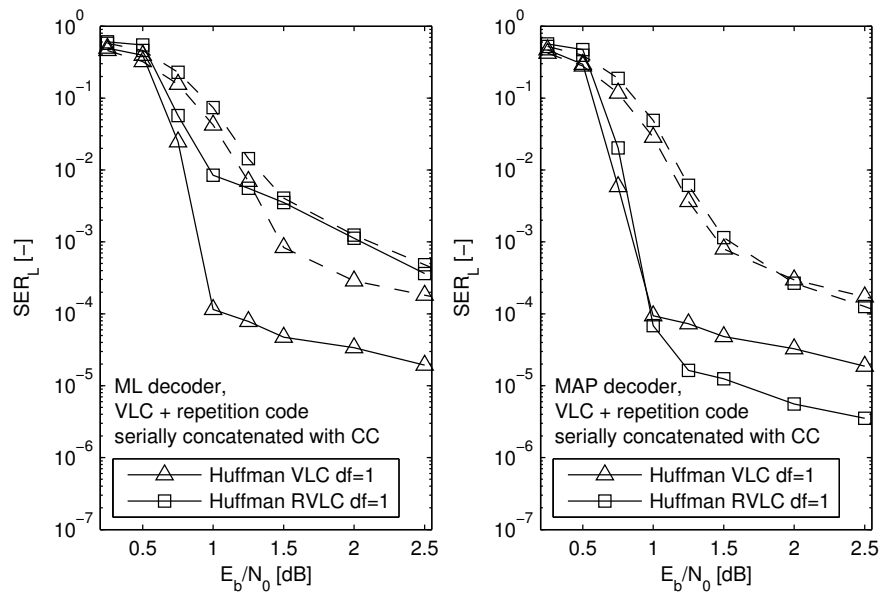 10^0
10^−1
10^−2
10^−3
10^−4
10^−5
10^−6
10^−7
SER_L [−]
0.5 1 1.5 2 2.5
E_b/N_0 [dB]
ML decoder,
VLC + repetition code
serially concatenated with CC
Huffman VLC df=1
Huffman RVLC df=1
10^0
10^−1
10^−2
10^−3
10^−4
10^−5
10^−6
10^−7
SER_L [−]
0.5 1 1.5 2 2.5
E_b/N_0 [dB]
MAP decoder,
VLC + repetition code
serially concatenated with CC
Huffman VLC df=1
Huffman RVLC df=1